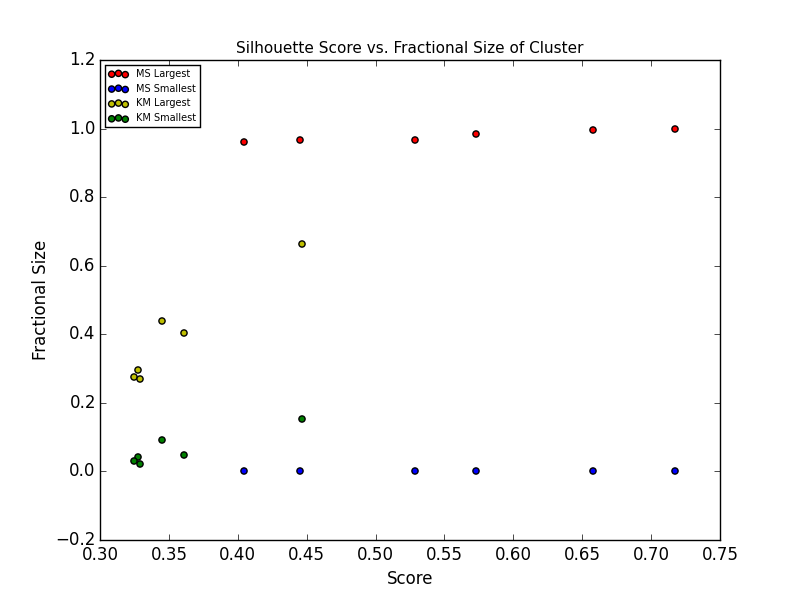 Silhouette Score vs. Fractional Size of Cluster
MS Largest
MS Smallest
KM Largest
KM Smallest
1.2
1.0
0.8
0.6
0.4
0.2
0.0
−0.2
Fractional Size
0.30 0.35 0.40 0.45 0.50 0.55 0.60 0.65 0.70 0.75
Score